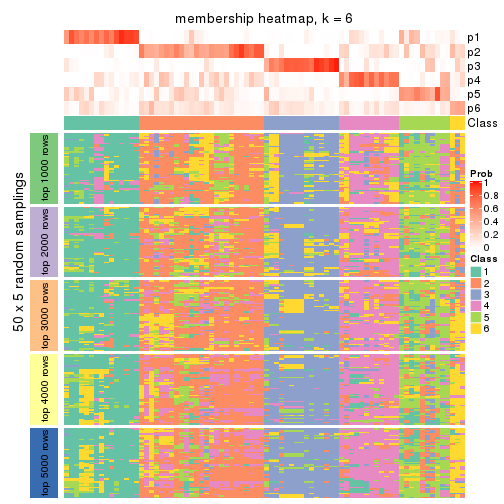 membership heatmap, k = 6
p1
p2
p3
p4
p5
p6
Class
50 x 5 random samplings
top 1000 rows
top 2000 rows
top 3000 rows
top 4000 rows
top 5000 rows
Prob
1
0.8
0.6
0.4
0.2
0
Class
1
2
3
4
5
6